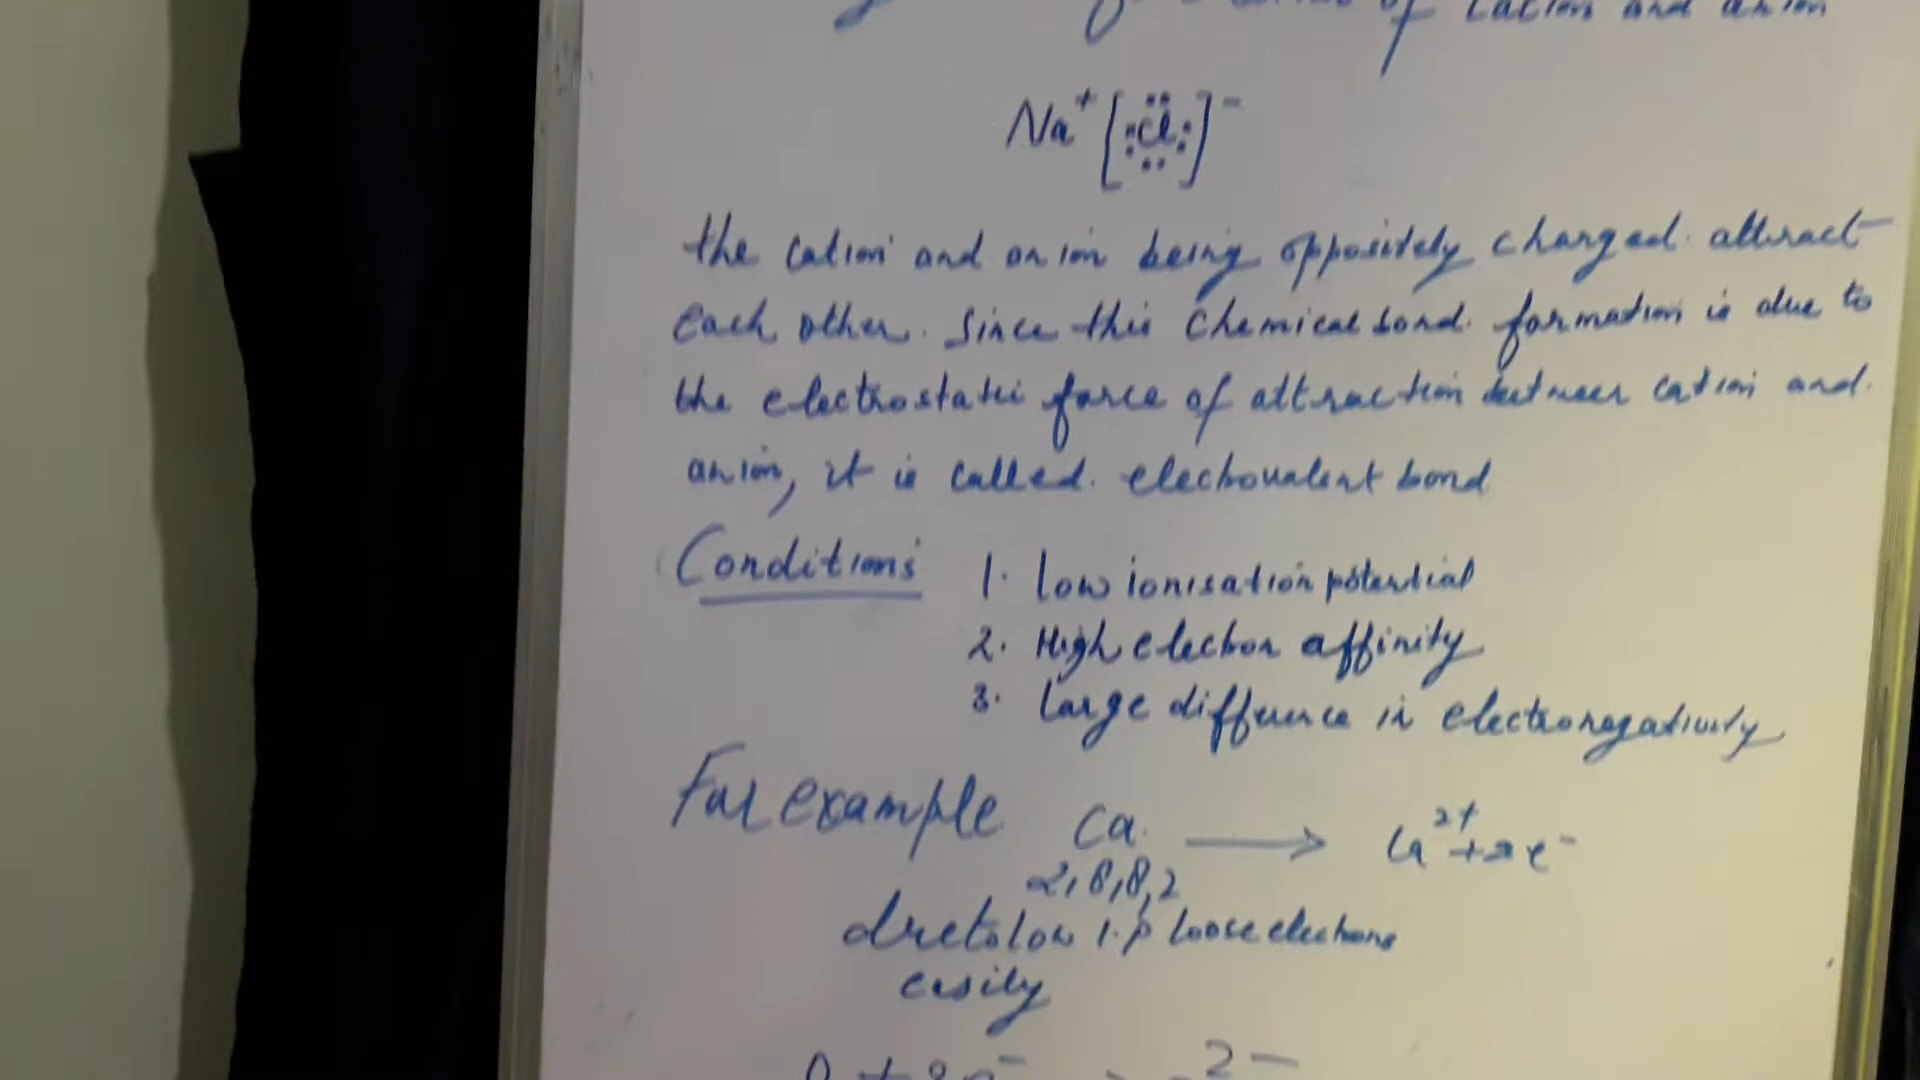 of cation and anion
Na⁺ [:Cl:]⁻
the cation and anion being oppositely charged attract
each other. Since this chemical bond formation is due to
the electrostatic force of attraction between cation and
anion, it is called electrovalent bond
Conditions 1. low ionisation potential
2. High electron affinity
3. Large difference in electronegativity
For example Ca ⟶ Ca²⁺ + 2e⁻
2,8,8,2
due to low I.P loose electrons
easily